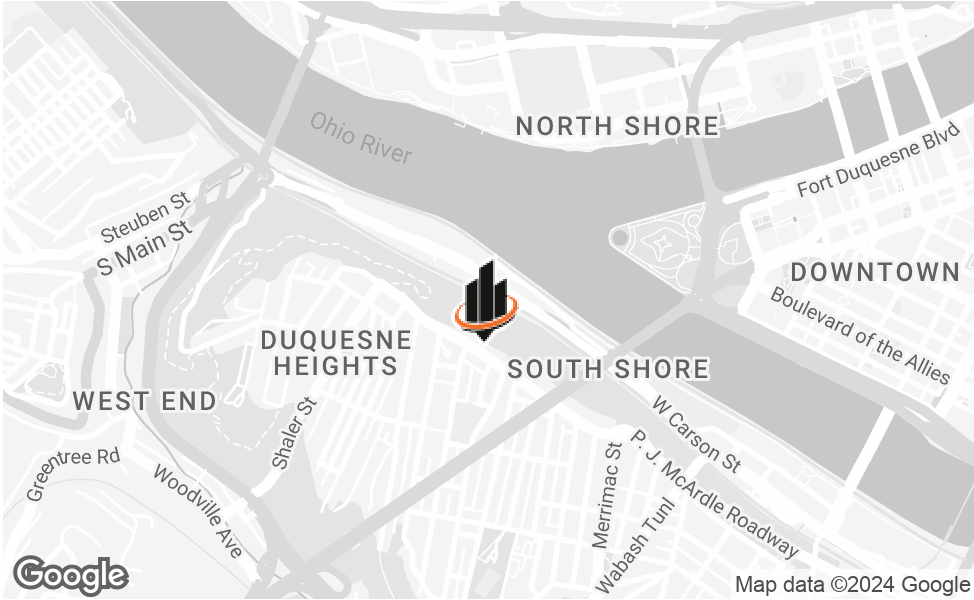 NORTH SHORE
Ohio River
Fort Duquesne Blvd
Steuben St
S Main St
DOWNTOWN
Boulevard of the Allies
DUQUESNE
HEIGHTS
SOUTH SHORE
WEST END
Shaler St
W Carson St
Greentree Rd
Woodville Ave
P. J. McArdle Roadway
Merrimac St
Wabash Tunl
Google
Map data ©2024 Google